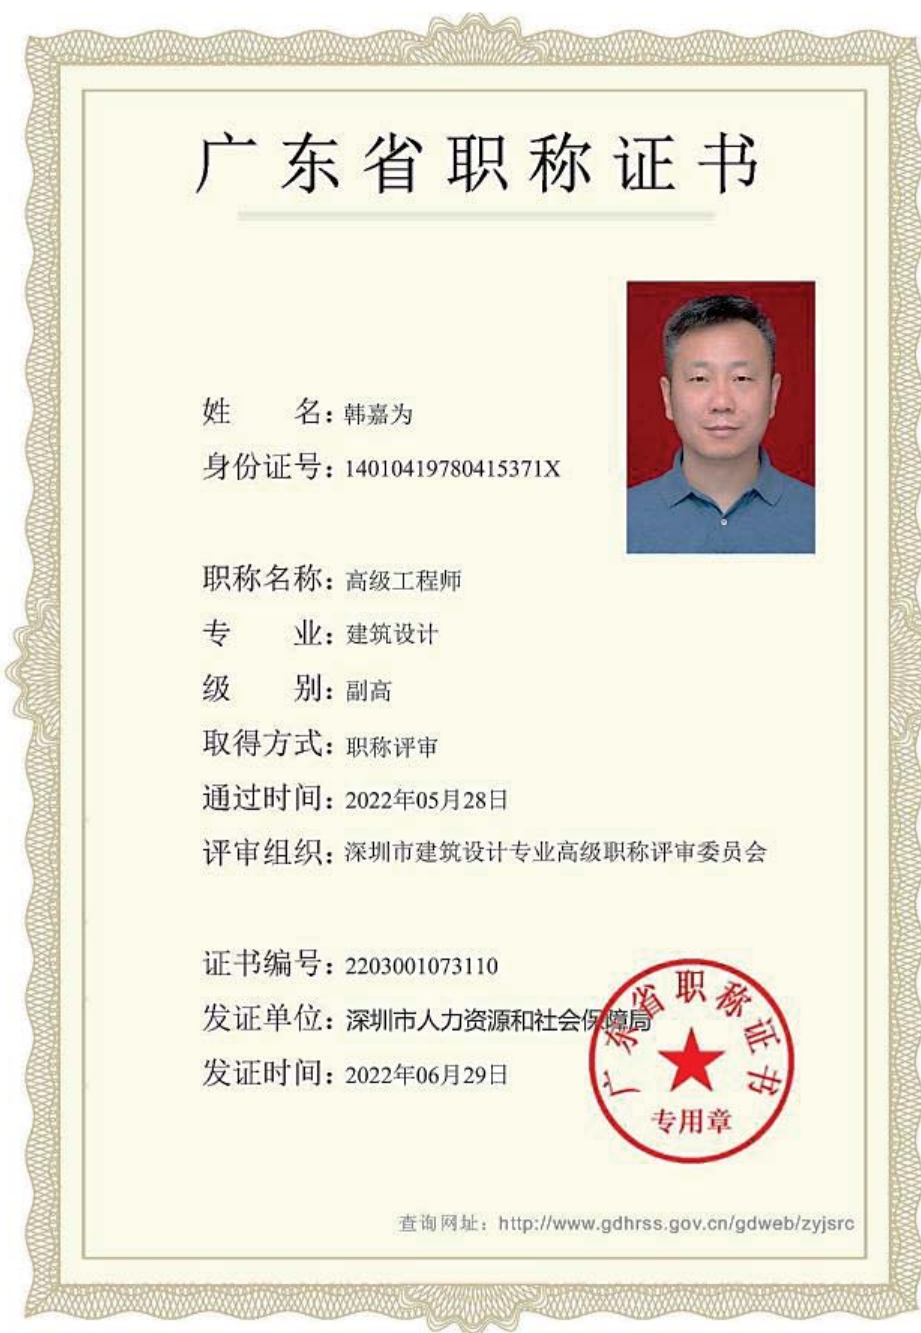 广东省职称证书
姓 名：韩嘉为
身份证号：14010419780415371X
职称名称：高级工程师
专 业：建筑设计
级 别：副高
取得方式：职称评审
通过时间：2022年05月28日
评审组织：深圳市建筑设计专业高级职称评审委员会
证书编号：2203001073110
发证单位：深圳市人力资源和社会保障局
发证时间：2022年06月29日
广东省职称证书
专用章
查询网址：http://www.gdhrss.gov.cn/gdweb/zyjsrc